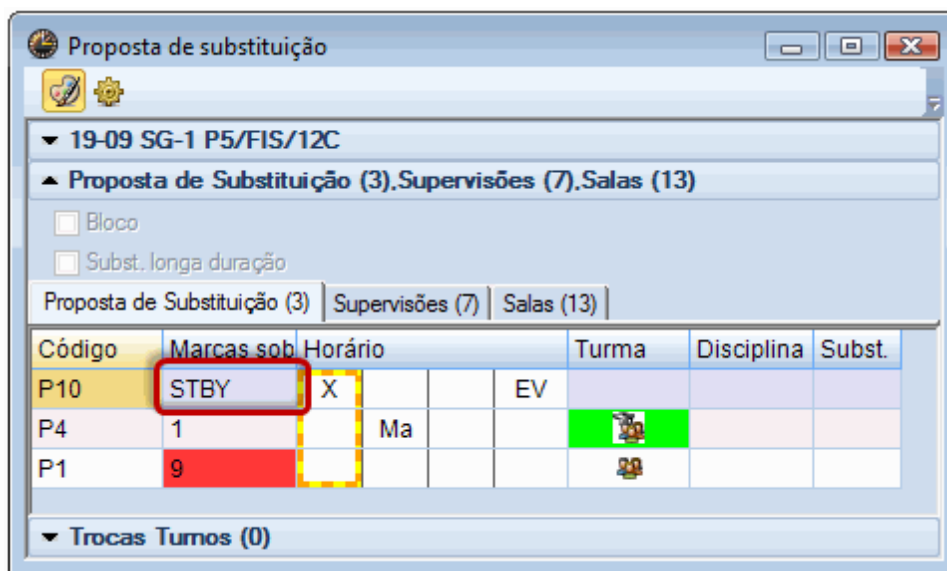 Proposta de substituição
19-09 SG-1 P5/FIS/12C
Proposta de Substituição (3),Supervisões (7),Salas (13)
Bloco
Subst. longa duração
Proposta de Substituição (3) Supervisões (7) Salas (13)
Código Marcas sob Horário Turma Disciplina Subst.
P10 STBY X EV
P4 1 Ma
P1 9
Trocas Turnos (0)